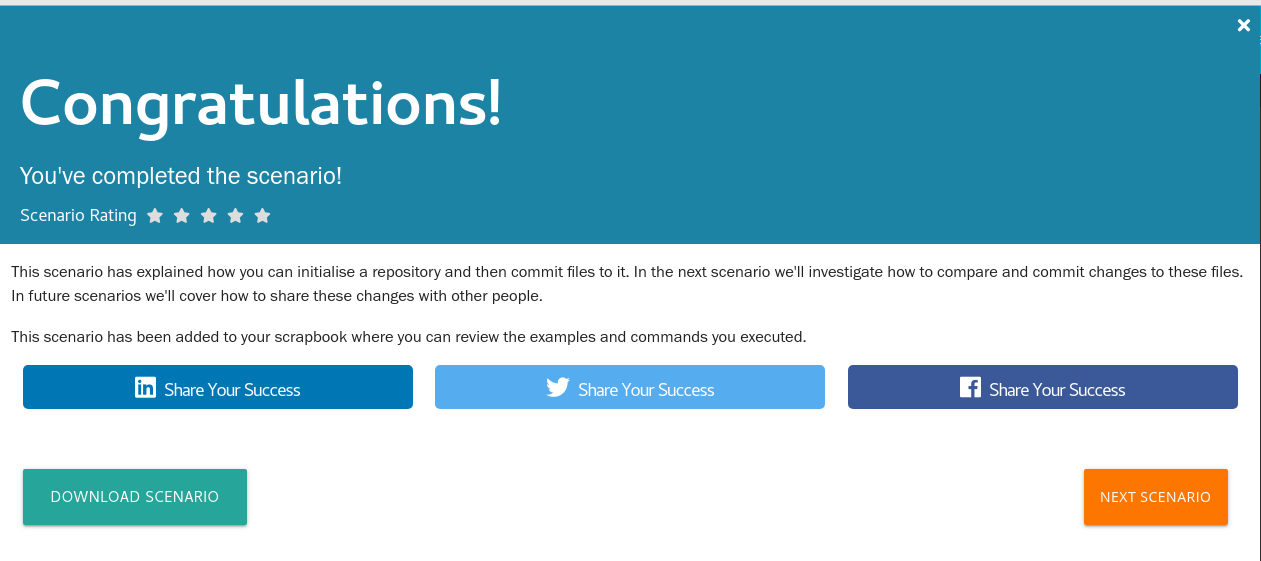 Congratulations!
You've completed the scenario!
Scenario Rating
This scenario has explained how you can initialise a repository and then commit files to it. In the next scenario we'll investigate how to compare and commit changes to these files.
In future scenarios we'll cover how to share these changes with other people.
This scenario has been added to your scrapbook where you can review the examples and commands you executed.
Share Your Success
Share Your Success
Share Your Success
DOWNLOAD SCENARIO
NEXT SCENARIO